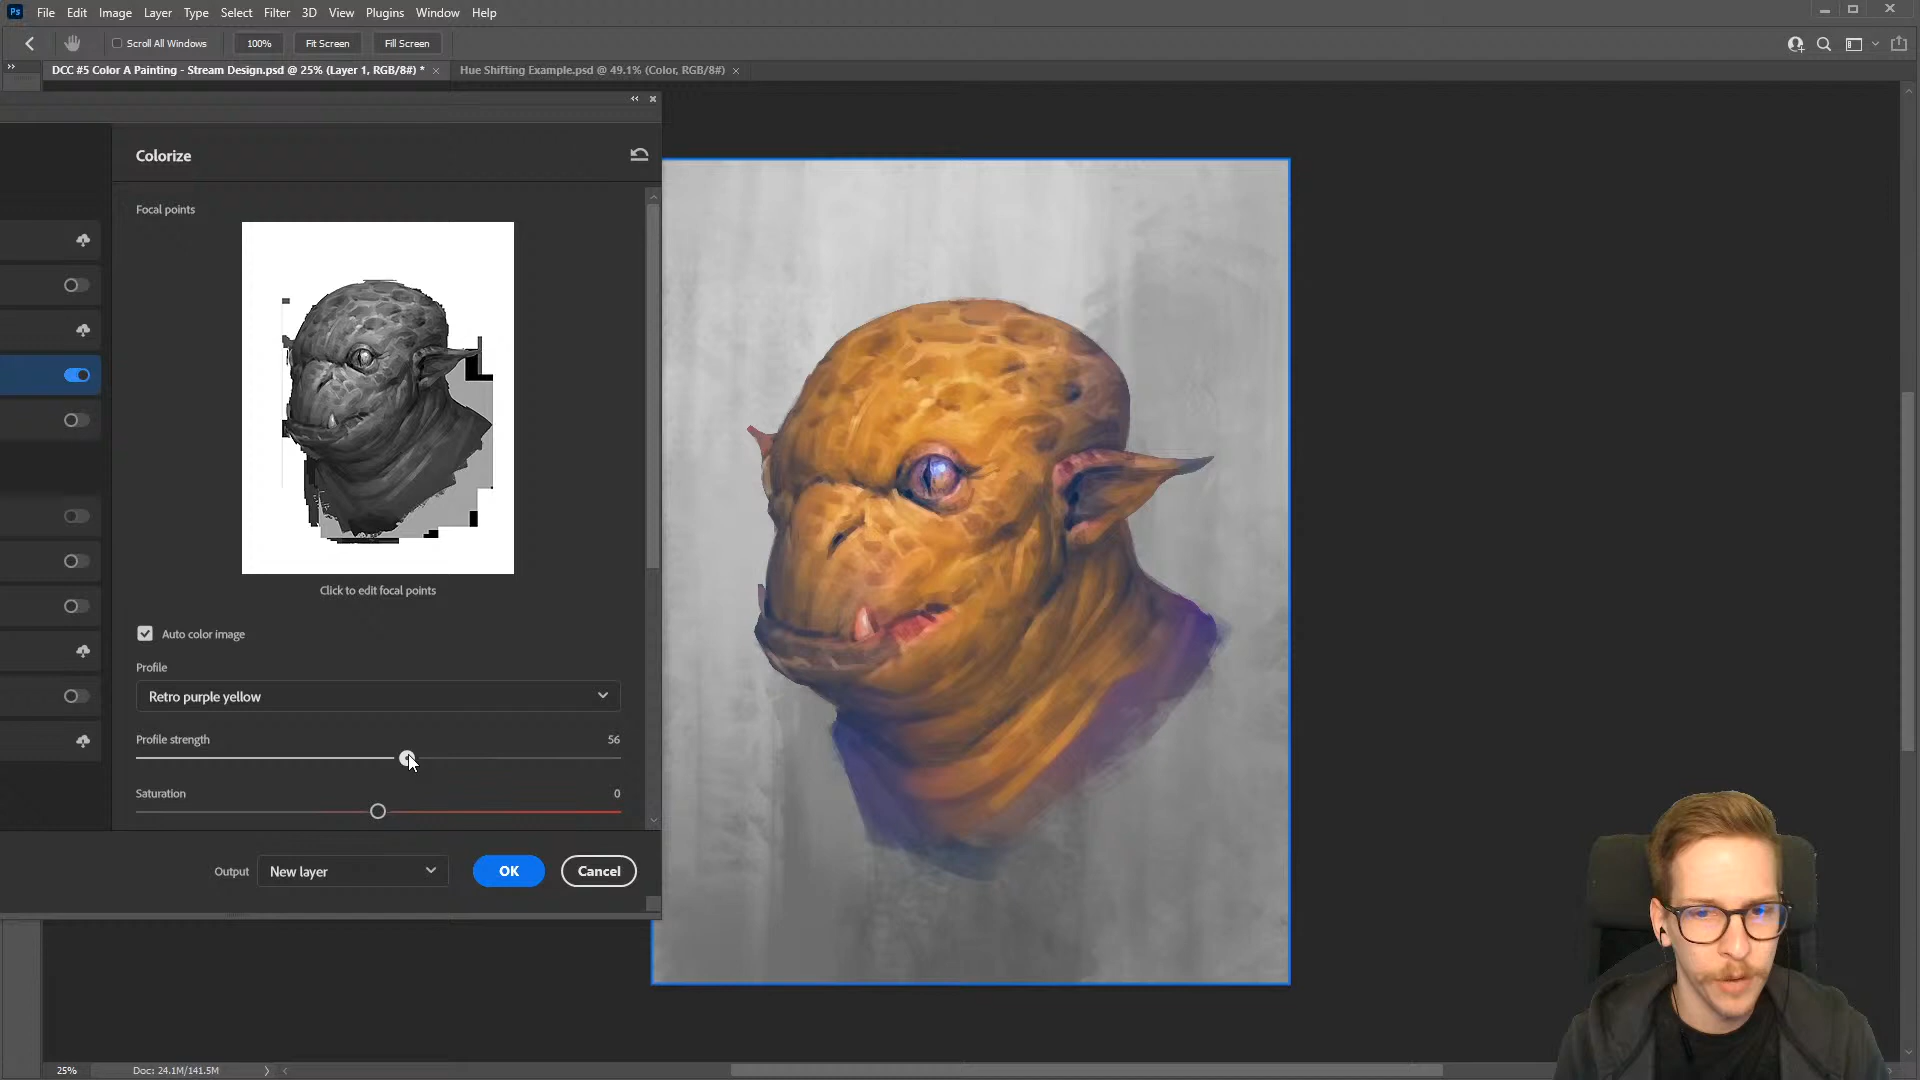 Ps File Edit Image Layer Type Select Filter 3D View Plugins Window Help
Scroll All Windows 100% Fit Screen Fill Screen
DCC #5 Color A Painting - Stream Design.psd @ 25% (Layer 1, RGB/8#) * × Hue Shifting Example.psd @ 49.1% (Color, RGB/8#) ×
Colorize
Focal points
Click to edit focal points
Auto color image
Profile
Retro purple yellow
Profile strength 56
Saturation 0
Output New layer OK Cancel
25% Doc: 24.1M/141.5M